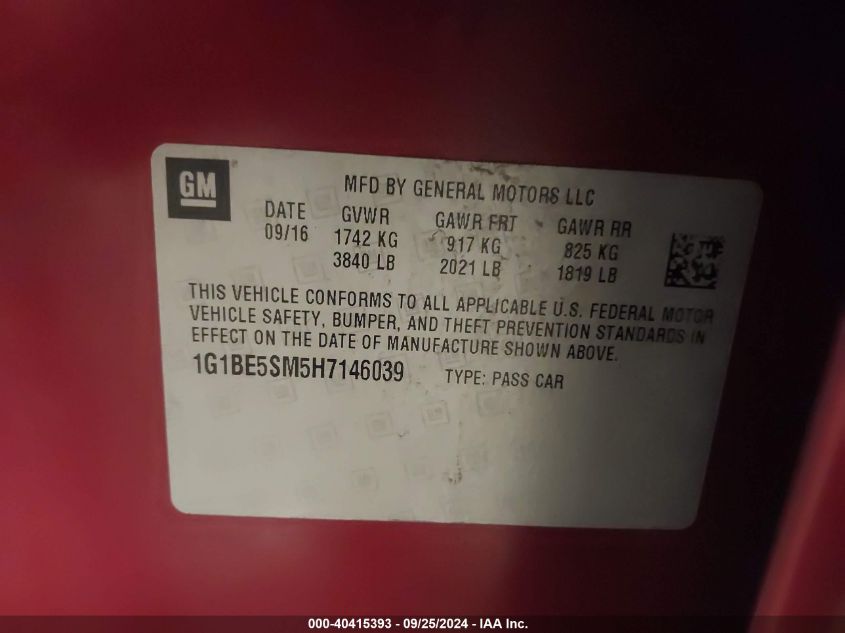 GM
MFD BY GENERAL MOTORS LLC
DATE GVWR GAWR FRT GAWR RR
09/16 1742 KG 917 KG 825 KG
3840 LB 2021 LB 1819 LB
THIS VEHICLE CONFORMS TO ALL APPLICABLE U.S. FEDERAL MOTOR
VEHICLE SAFETY, BUMPER, AND THEFT PREVENTION STANDARDS IN
EFFECT ON THE DATE OF MANUFACTURE SHOWN ABOVE.
1G1BE5SM5H7146039 TYPE: PASS CAR
000-40415393 - 09/25/2024 - IAA Inc.